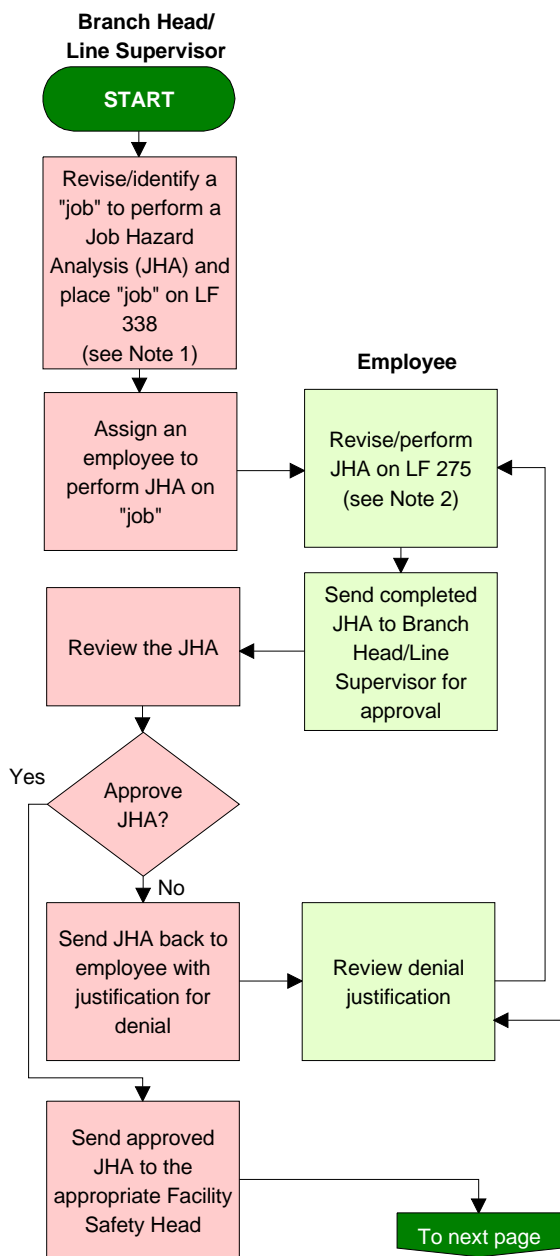 Branch Head/
Line Supervisor
START
Revise/identify a
"job" to perform a
Job Hazard
Analysis (JHA) and
place "job" on LF
338
(see Note 1)
Employee
Assign an
employee to
perform JHA on
"job"
Revise/perform
JHA on LF 275
(see Note 2)
Send completed
JHA to Branch
Head/Line
Supervisor for
approval
Review the JHA
Yes
Approve
JHA?
No
Send JHA back to
employee with
justification for
denial
Review denial
justification
Send approved
JHA to the
appropriate Facility
Safety Head
To next page